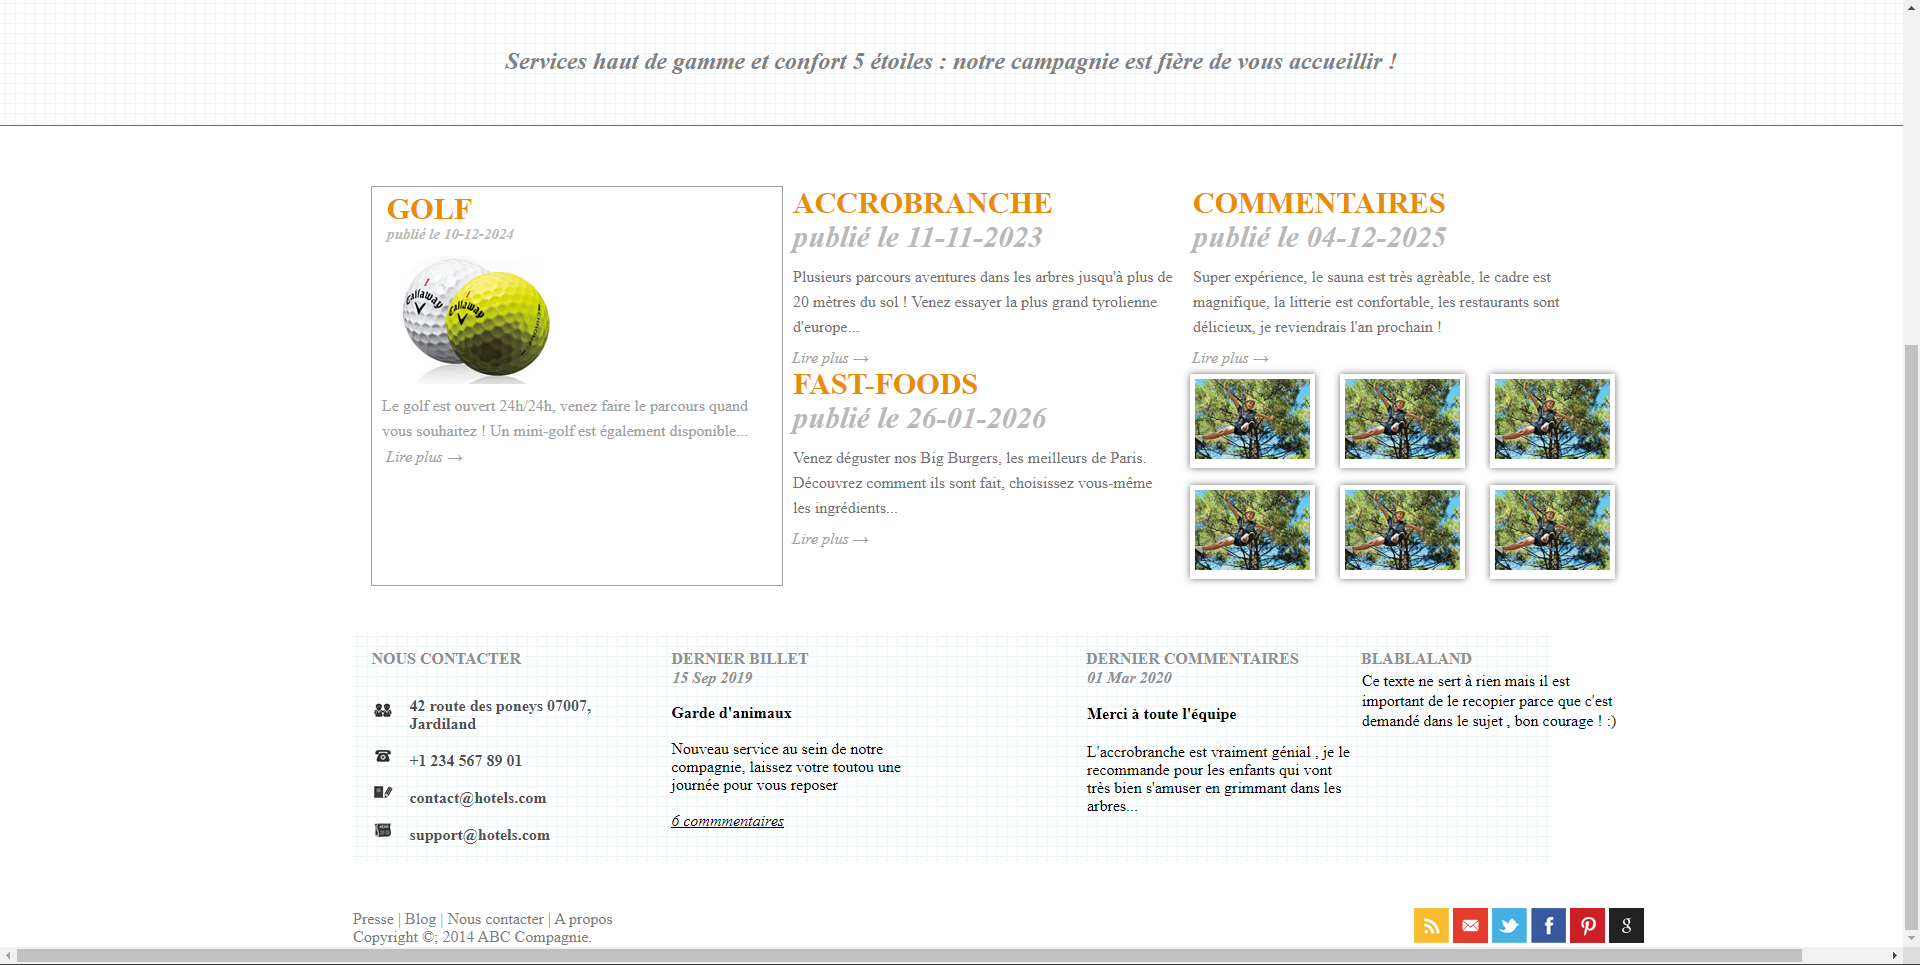 Services haut de gamme et confort 5 étoiles : notre campagnie est fière de vous accueillir !
GOLF
publié le 10-12-2024
Callaway
Callaway
Le golf est ouvert 24h/24h, venez faire le parcours quand
vous souhaitez ! Un mini-golf est également disponible...
Lire plus →
ACCROBRANCHE
publié le 11-11-2023
Plusieurs parcours aventures dans les arbres jusqu'à plus de
20 mètres du sol ! Venez essayer la plus grand tyrolienne
d'europe...
Lire plus →
FAST-FOODS
publié le 26-01-2026
Venez déguster nos Big Burgers, les meilleurs de Paris.
Découvrez comment ils sont fait, choisissez vous-même
les ingrédients...
Lire plus →
COMMENTAIRES
publié le 04-12-2025
Super expérience, le sauna est très agrèable, le cadre est
magnifique, la litterie est confortable, les restaurants sont
délicieux, je reviendrais l'an prochain !
Lire plus →
NOUS CONTACTER
42 route des poneys 07007,
Jardiland
+1 234 567 89 01
contact@hotels.com
support@hotels.com
DERNIER BILLET
15 Sep 2019
Garde d'animaux
Nouveau service au sein de notre
compagnie, laissez votre toutou une
journée pour vous reposer
6 commmentaires
DERNIER COMMENTAIRES
01 Mar 2020
Merci à toute l'équipe
L'accrobranche est vraiment génial , je le
recommande pour les enfants qui vont
très bien s'amuser en grimmant dans les
arbres...
BLABLALAND
Ce texte ne sert à rien mais il est
important de le recopier parce que c'est
demandé dans le sujet , bon courage ! :)
Presse | Blog | Nous contacter | A propos
Copyright ©; 2014 ABC Compagnie.